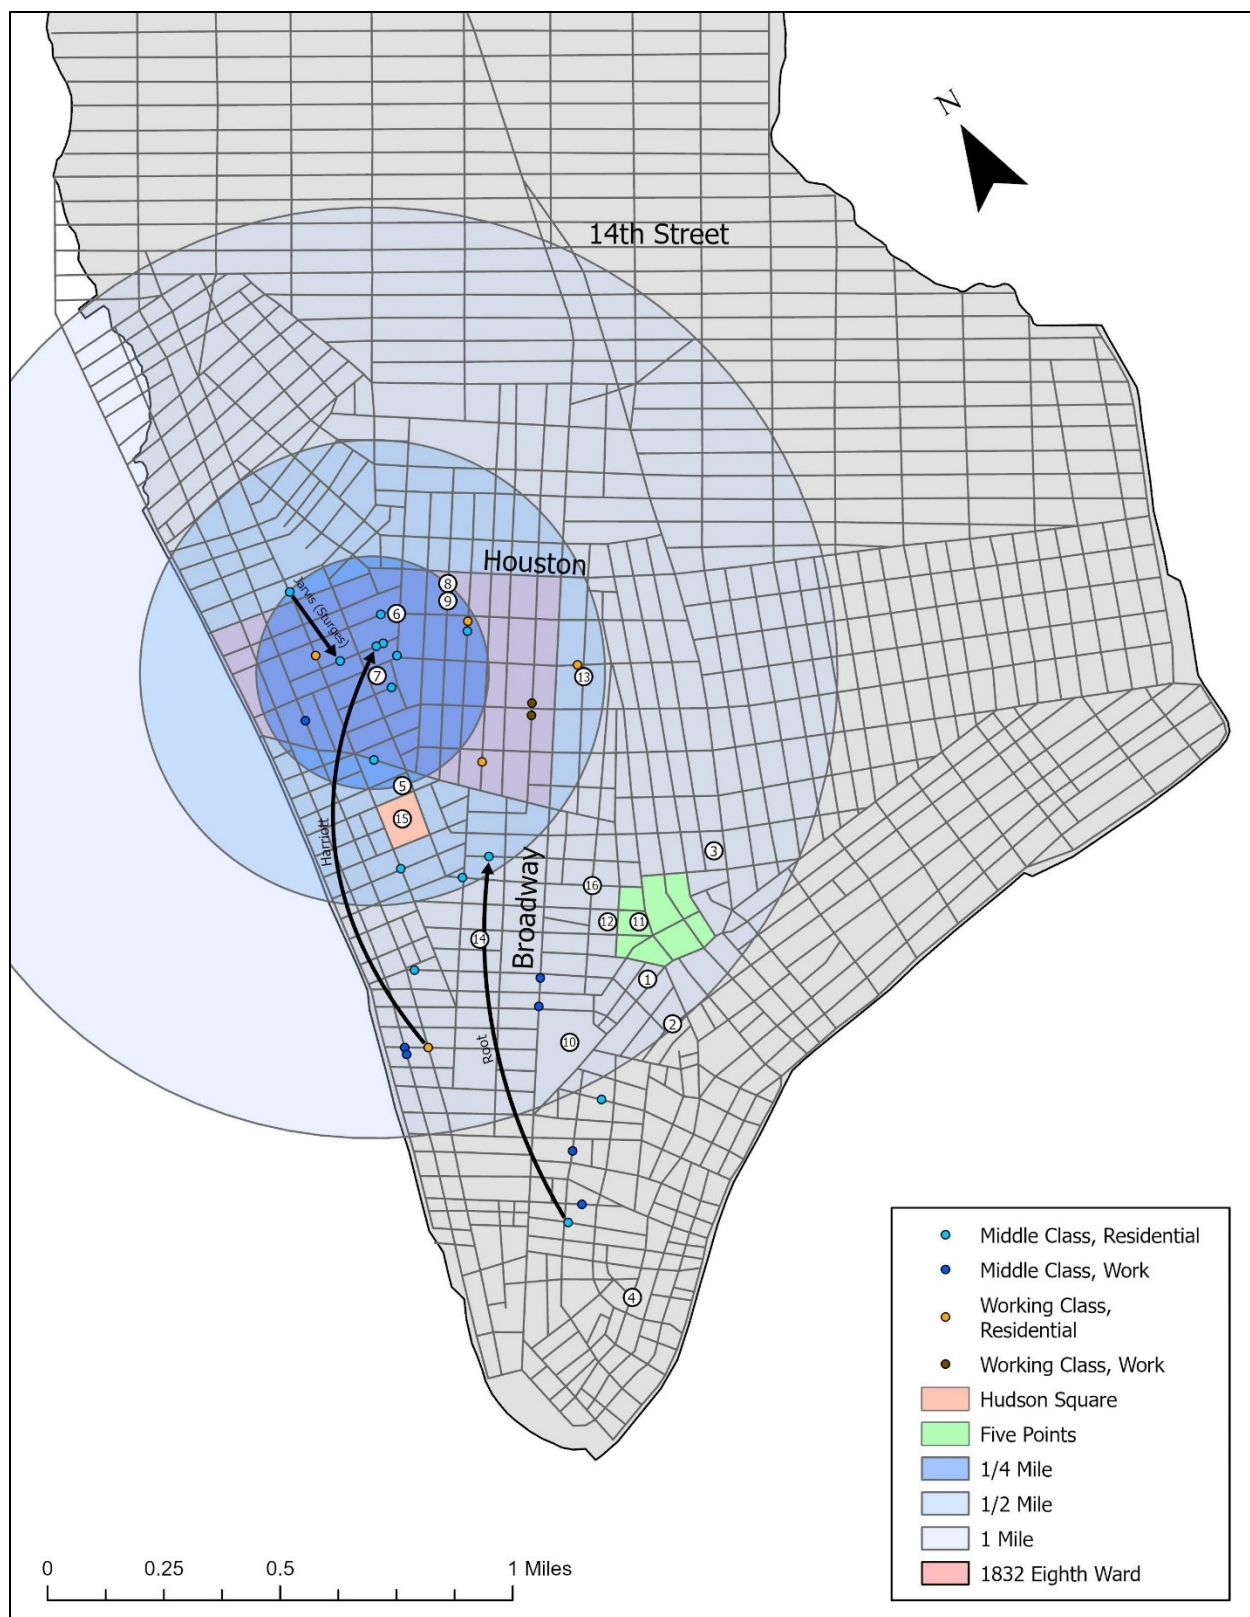 N
14th Street
Houston
Jarvis (Sturges)
8
9
6
7
13
5
15
Harriott
3
Broadway
16
12
11
14
1
2
10
Root
4
Middle Class, Residential
Middle Class, Work
Working Class,
Residential
Working Class, Work
Hudson Square
Five Points
1/4 Mile
1/2 Mile
1 Mile
1832 Eighth Ward
0 0.25 0.5 1 Miles